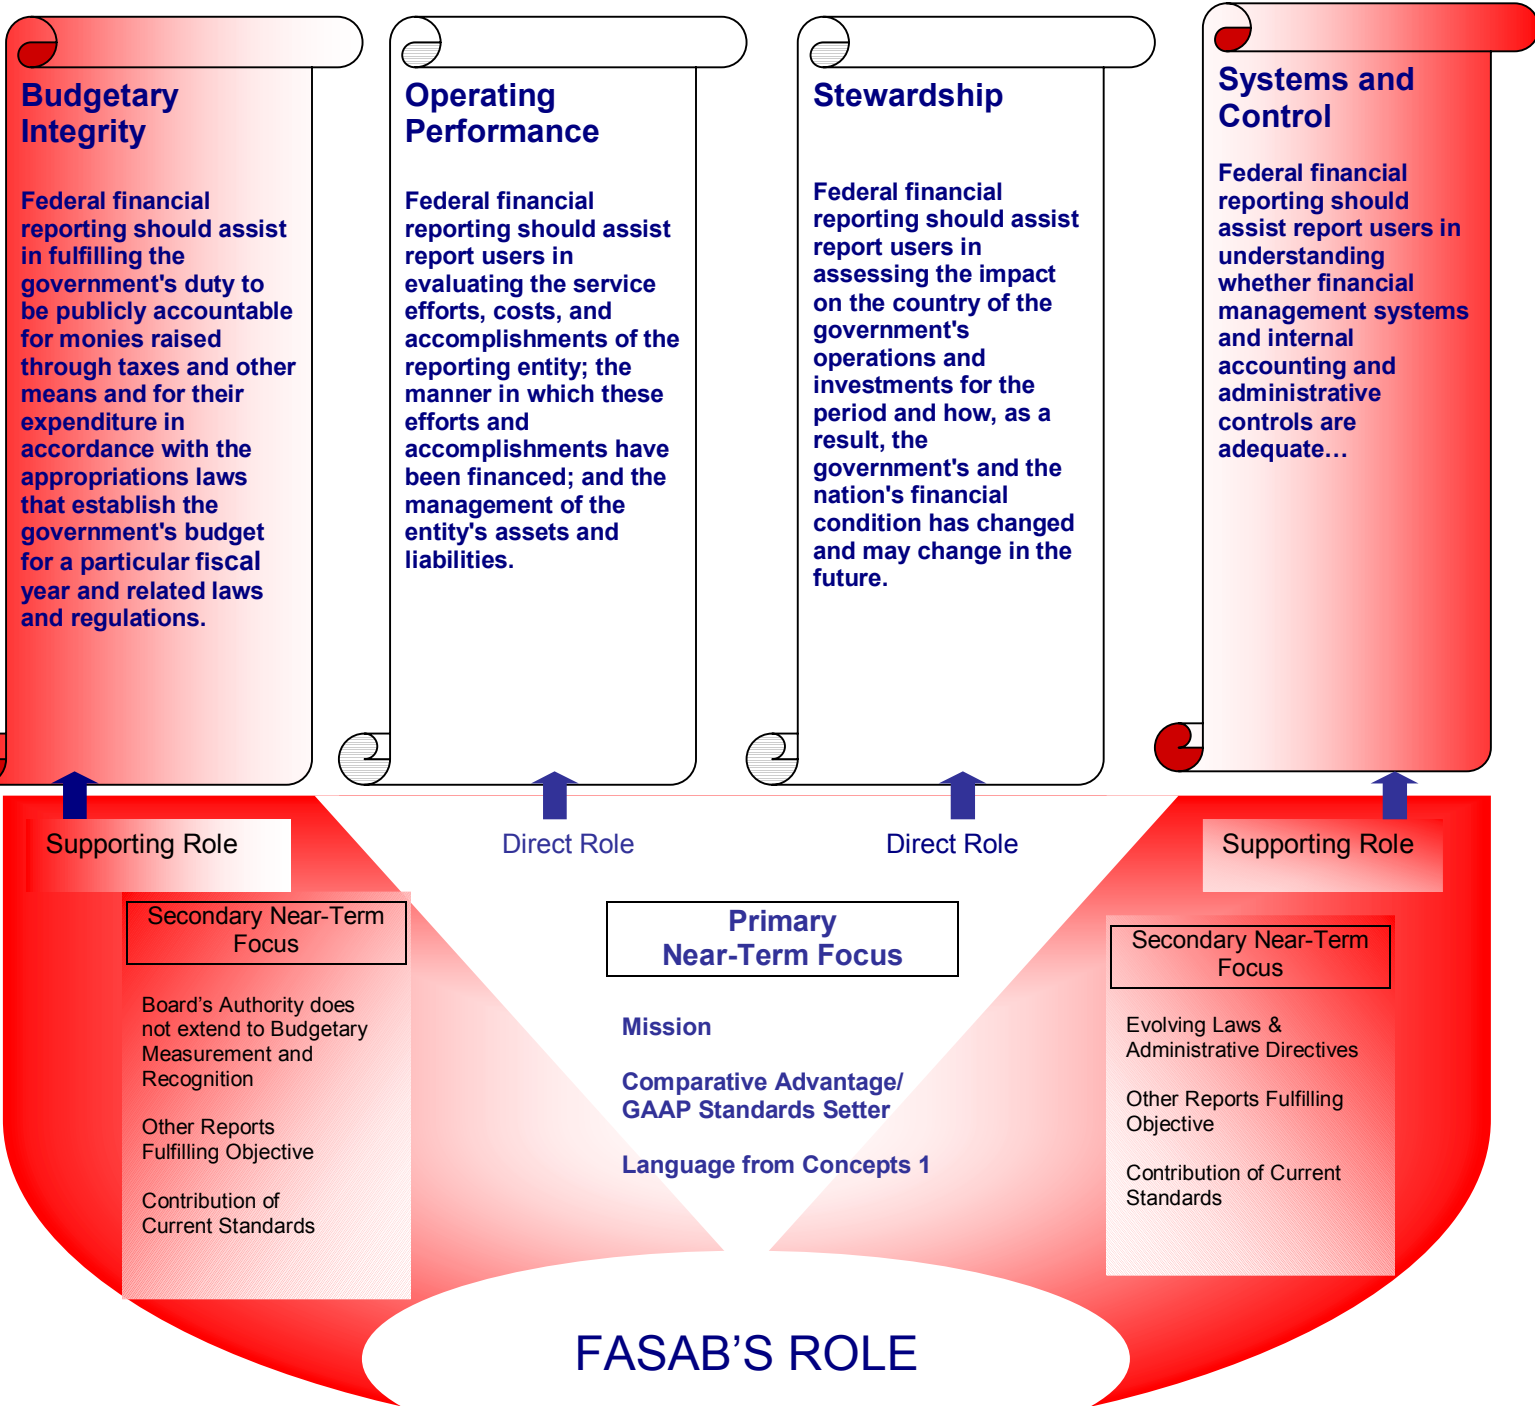 Budgetary
Integrity
Federal financial
reporting should assist
in fulfilling the
government's duty to
be publicly accountable
for monies raised
through taxes and other
means and for their
expenditure in
accordance with the
appropriations laws
that establish the
government's budget
for a particular fiscal
year and related laws
and regulations.
Operating
Performance
Federal financial
reporting should assist
report users in
evaluating the service
efforts, costs, and
accomplishments of the
reporting entity; the
manner in which these
efforts and
accomplishments have
been financed; and the
management of the
entity's assets and
liabilities.
Stewardship
Federal financial
reporting should assist
report users in
assessing the impact
on the country of the
government's
operations and
investments for the
period and how, as a
result, the
government's and the
nation's financial
condition has changed
and may change in the
future.
Systems and
Control
Federal financial
reporting should
assist report users in
understanding
whether financial
management systems
and internal
accounting and
administrative
controls are
adequate…
Supporting Role
Direct Role
Direct Role
Supporting Role
Secondary Near-Term
Focus
Board’s Authority does
not extend to Budgetary
Measurement and
Recognition
Other Reports
Fulfilling Objective
Contribution of
Current Standards
Primary
Near-Term Focus
Mission
Comparative Advantage/
GAAP Standards Setter
Language from Concepts 1
Secondary Near-Term
Focus
Evolving Laws &
Administrative Directives
Other Reports Fulfilling
Objective
Contribution of Current
Standards
FASAB’S ROLE